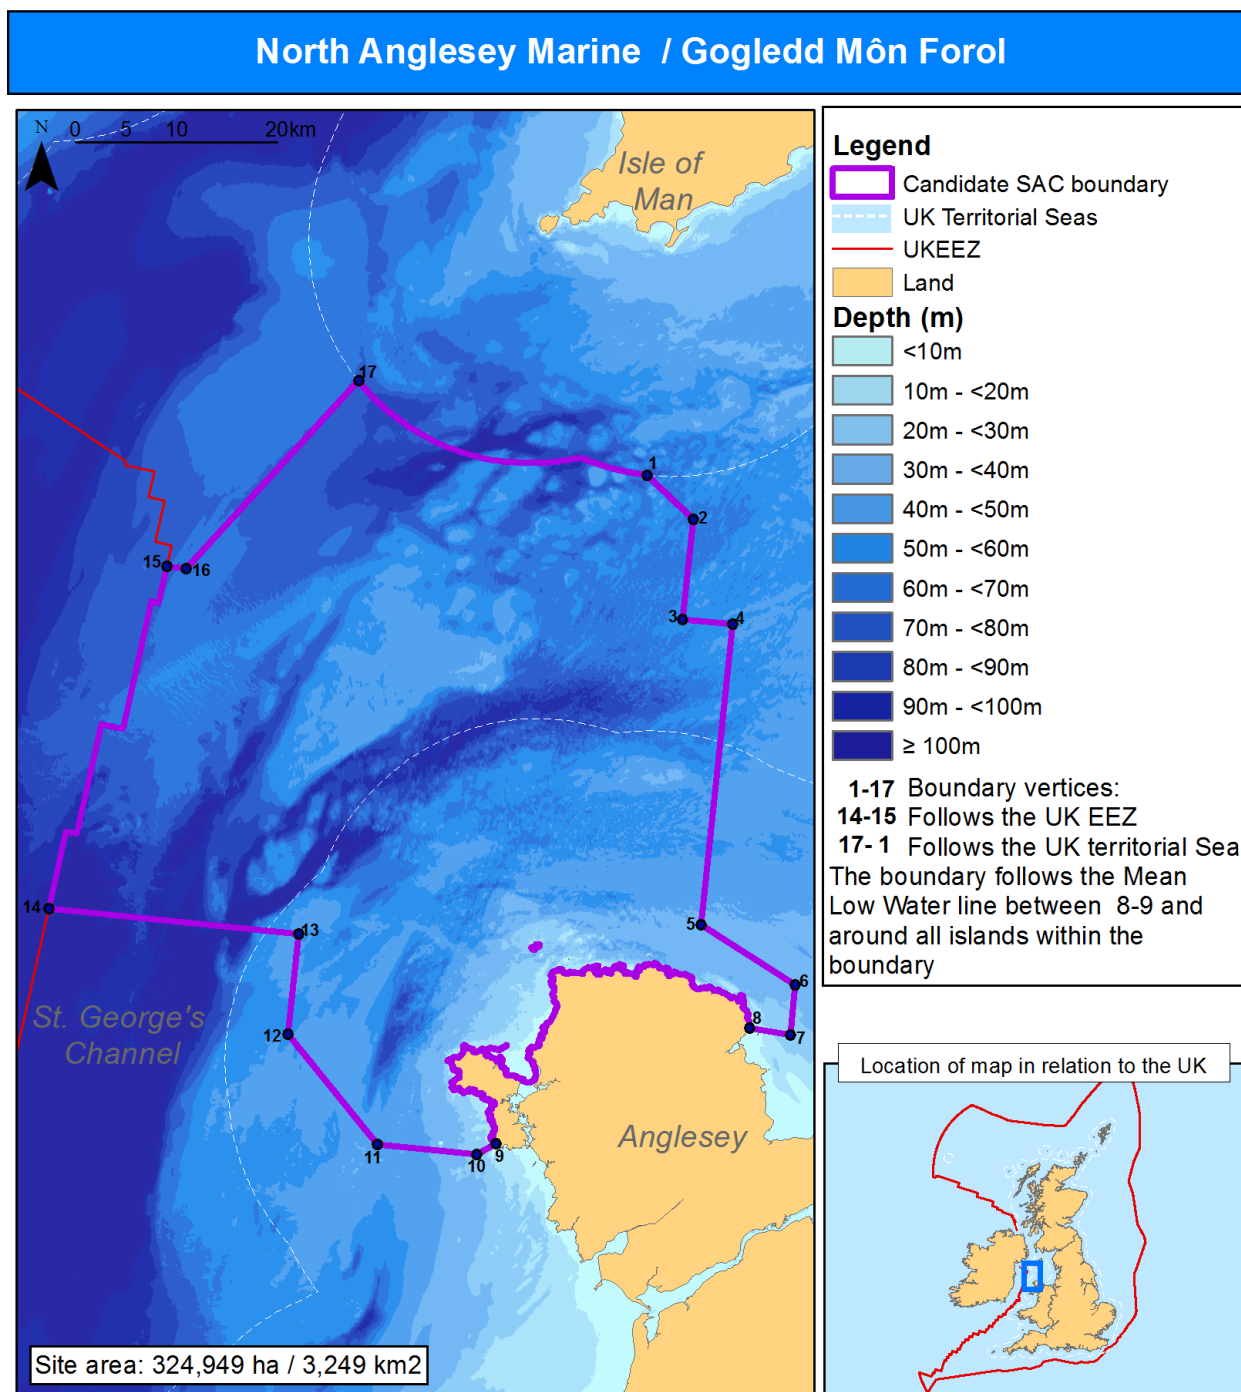 North Anglesey Marine / Gogledd Môn Forol
N 0 5 10 20km
Isle of
Man
17
1
2
15
16
3
4
14
13
5
6
8
7
12
St. George's
Channel
11
10
9
Anglesey
Site area: 324,949 ha / 3,249 km2
Legend
Candidate SAC boundary
UK Territorial Seas
UKEEZ
Land
Depth (m)
<10m
10m - <20m
20m - <30m
30m - <40m
40m - <50m
50m - <60m
60m - <70m
70m - <80m
80m - <90m
90m - <100m
≥ 100m
1-17 Boundary vertices:
14-15 Follows the UK EEZ
17- 1 Follows the UK territorial Sea
The boundary follows the Mean
Low Water line between 8-9 and
around all islands within the
boundary
Location of map in relation to the UK